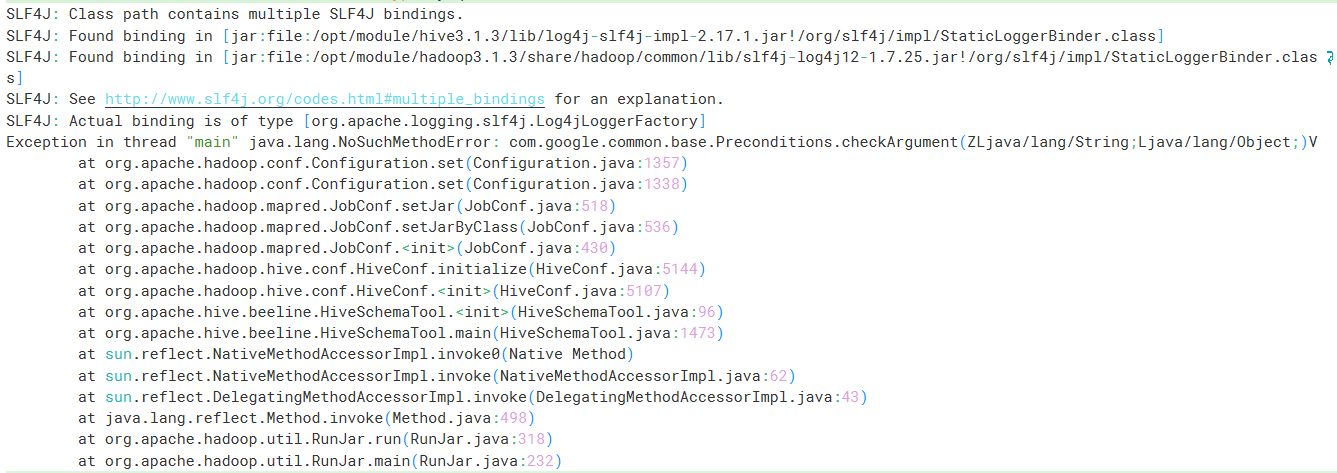 SLF4J: Class path contains multiple SLF4J bindings.
SLF4J: Found binding in [jar:file:/opt/module/hive3.1.3/lib/log4j-slf4j-impl-2.17.1.jar!/org/slf4j/impl/StaticLoggerBinder.class]
SLF4J: Found binding in [jar:file:/opt/module/hadoop3.1.3/share/hadoop/common/lib/slf4j-log4j12-1.7.25.jar!/org/slf4j/impl/StaticLoggerBinder.clas
s]
SLF4J: See http://www.slf4j.org/codes.html#multiple_bindings for an explanation.
SLF4J: Actual binding is of type [org.apache.logging.slf4j.Log4jLoggerFactory]
Exception in thread "main" java.lang.NoSuchMethodError: com.google.common.base.Preconditions.checkArgument(ZLjava/lang/String;Ljava/lang/Object;)V
at org.apache.hadoop.conf.Configuration.set(Configuration.java:1357)
at org.apache.hadoop.conf.Configuration.set(Configuration.java:1338)
at org.apache.hadoop.mapred.JobConf.setJar(JobConf.java:518)
at org.apache.hadoop.mapred.JobConf.setJarByClass(JobConf.java:536)
at org.apache.hadoop.mapred.JobConf.<init>(JobConf.java:430)
at org.apache.hadoop.hive.conf.HiveConf.initialize(HiveConf.java:5144)
at org.apache.hadoop.hive.conf.HiveConf.<init>(HiveConf.java:5107)
at org.apache.hive.beeline.HiveSchemaTool.<init>(HiveSchemaTool.java:96)
at org.apache.hive.beeline.HiveSchemaTool.main(HiveSchemaTool.java:1473)
at sun.reflect.NativeMethodAccessorImpl.invoke0(Native Method)
at sun.reflect.NativeMethodAccessorImpl.invoke(NativeMethodAccessorImpl.java:62)
at sun.reflect.DelegatingMethodAccessorImpl.invoke(DelegatingMethodAccessorImpl.java:43)
at java.lang.reflect.Method.invoke(Method.java:498)
at org.apache.hadoop.util.RunJar.run(RunJar.java:318)
at org.apache.hadoop.util.RunJar.main(RunJar.java:232)